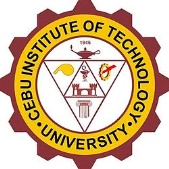 CEBU INSTITUTE OF TECHNOLOGY
1946
• UNIVERSITY •